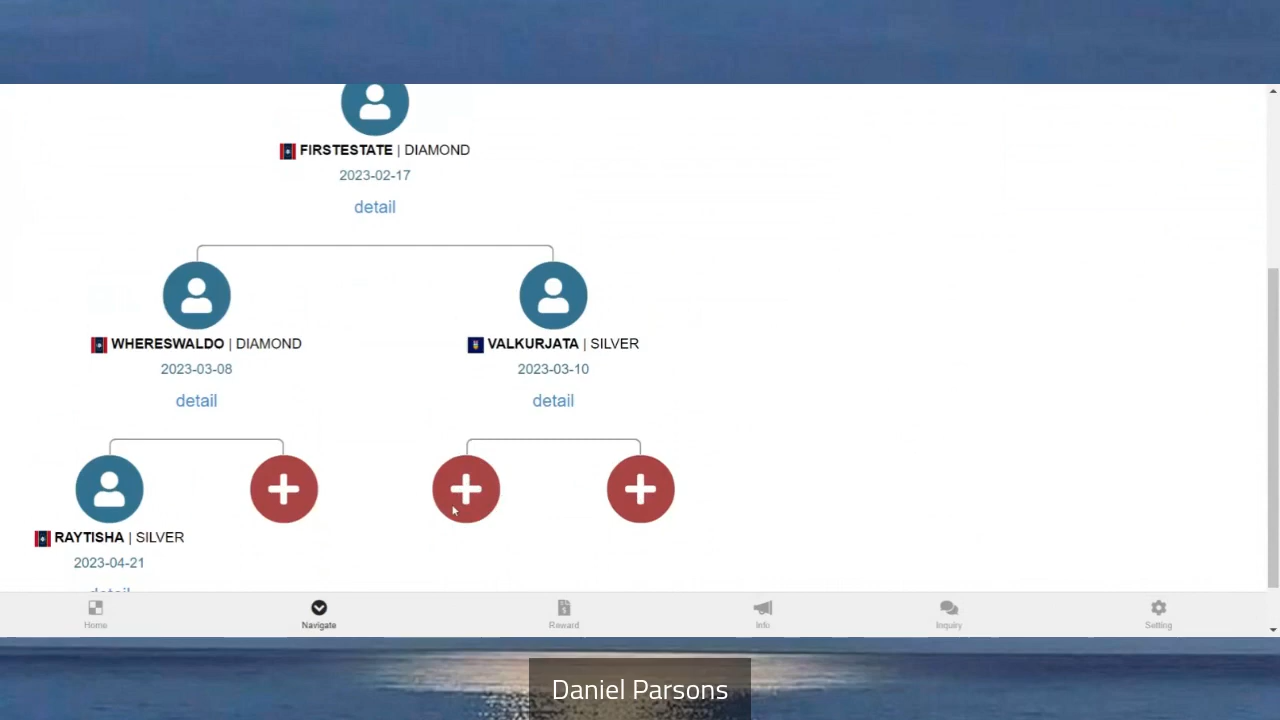 FIRSTESTATE | DIAMOND
2023-02-17
detail
WHERESWALDO | DIAMOND
VALKURJATA | SILVER
2023-03-08
2023-03-10
detail
detail
RAYTISHA | SILVER
2023-04-21
detail
Home
Navigate
Reward
Info
Inquiry
Setting
Daniel Parsons